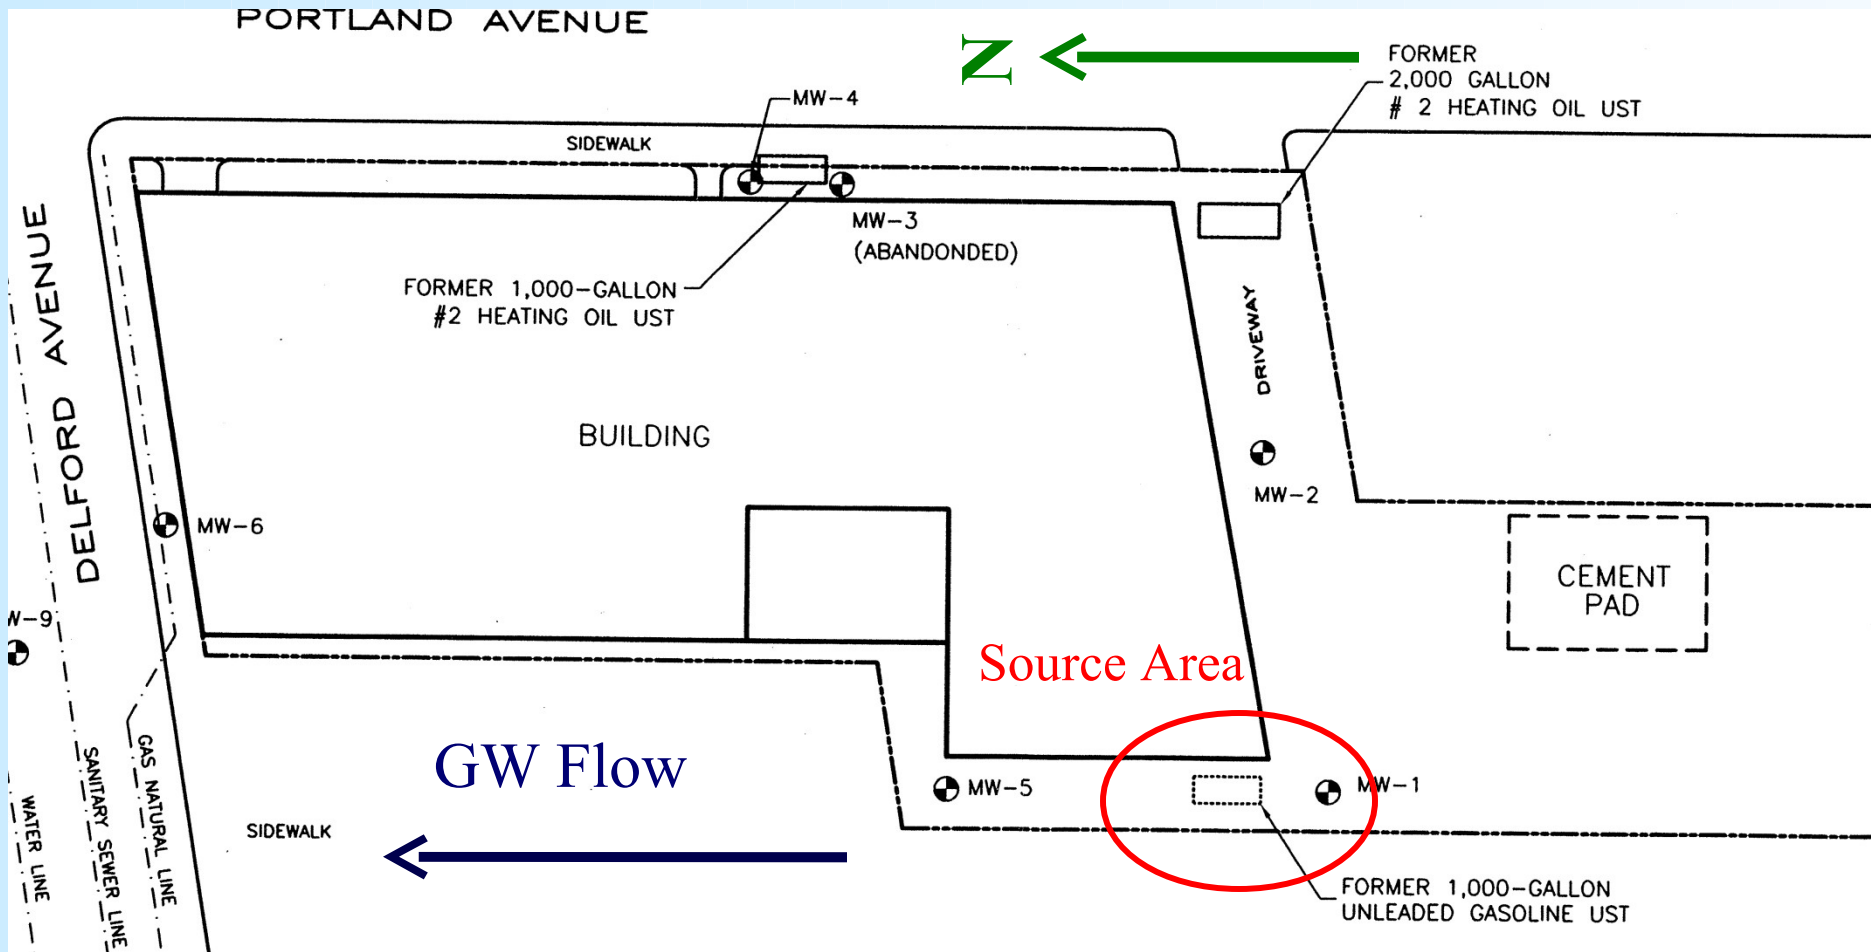 PORTLAND AVENUE
N
FORMER
2,000 GALLON
# 2 HEATING OIL UST
MW-4
SIDEWALK
MW-3
(ABANDONDED)
FORMER 1,000-GALLON
#2 HEATING OIL UST
DELFORD AVENUE
DRIVEWAY
BUILDING
MW-2
MW-6
CEMENT
PAD
W-9
Source Area
GW Flow
MW-5
MW-1
SIDEWALK
GAS NATURAL LINE
SANITARY SEWER LINE
WATER LINE
FORMER 1,000-GALLON
UNLEADED GASOLINE UST